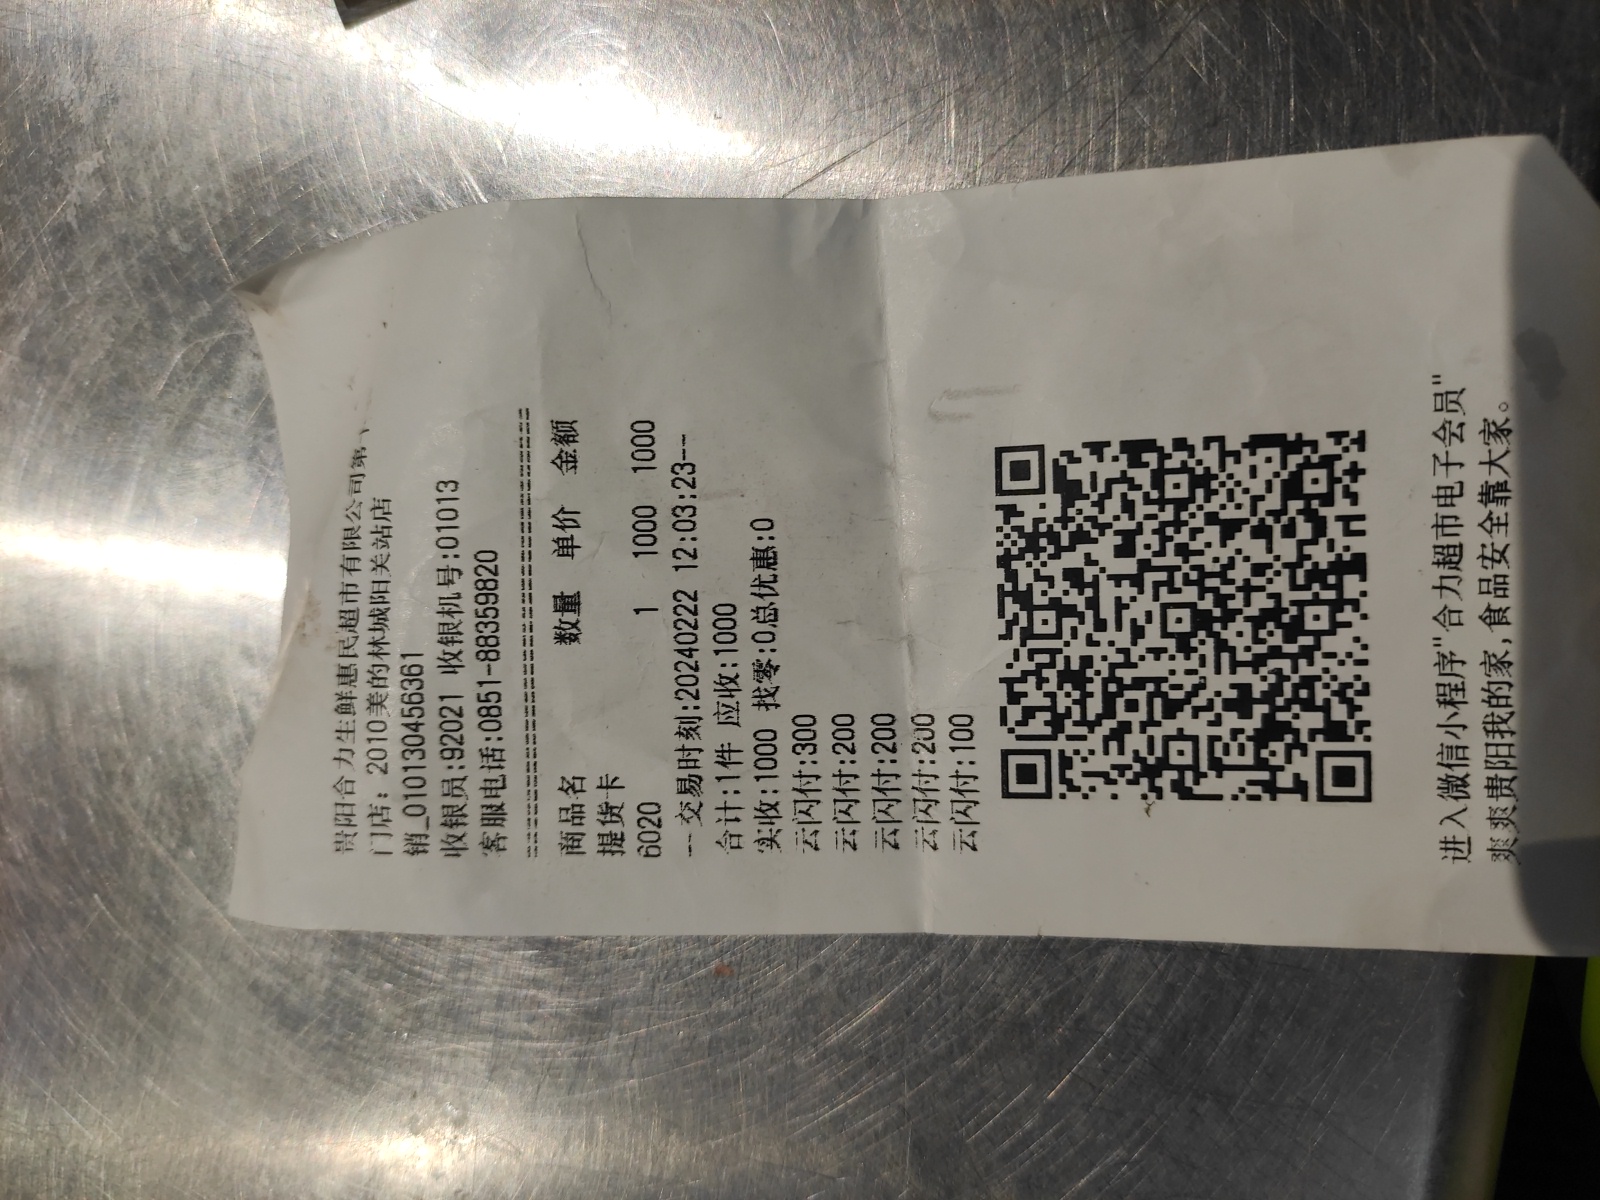 贵阳合力生鲜惠民超市有限公司第
门店: 2010美的林城阳关站店
销_010130456361
收银员:92021 收银机号:01013
客服电话:0851-88359820
商品名 数量 单价 金额
提货卡
6020 1 1000 1000
--交易时刻:20240222 12:03:23--
合计:1件 应收:1000
实收:1000 找零:0总优惠:0
云闪付:300
云闪付:200
云闪付:200
云闪付:200
云闪付:100
进入微信小程序"合力超市电子会员"
爽爽贵阳我的家,食品安全靠大家。